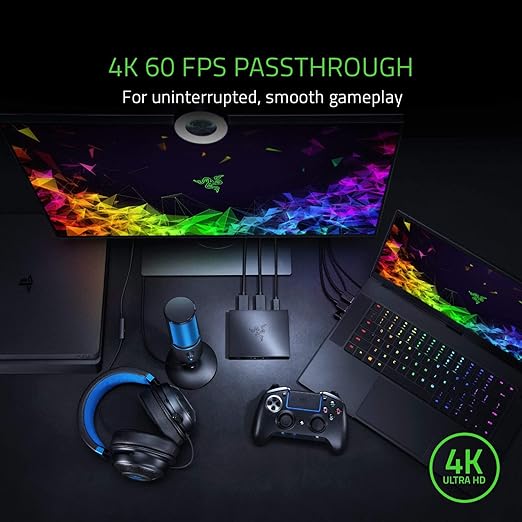 4K 60 FPS PASSTHROUGH
For uninterrupted, smooth gameplay
4K
ULTRA HD